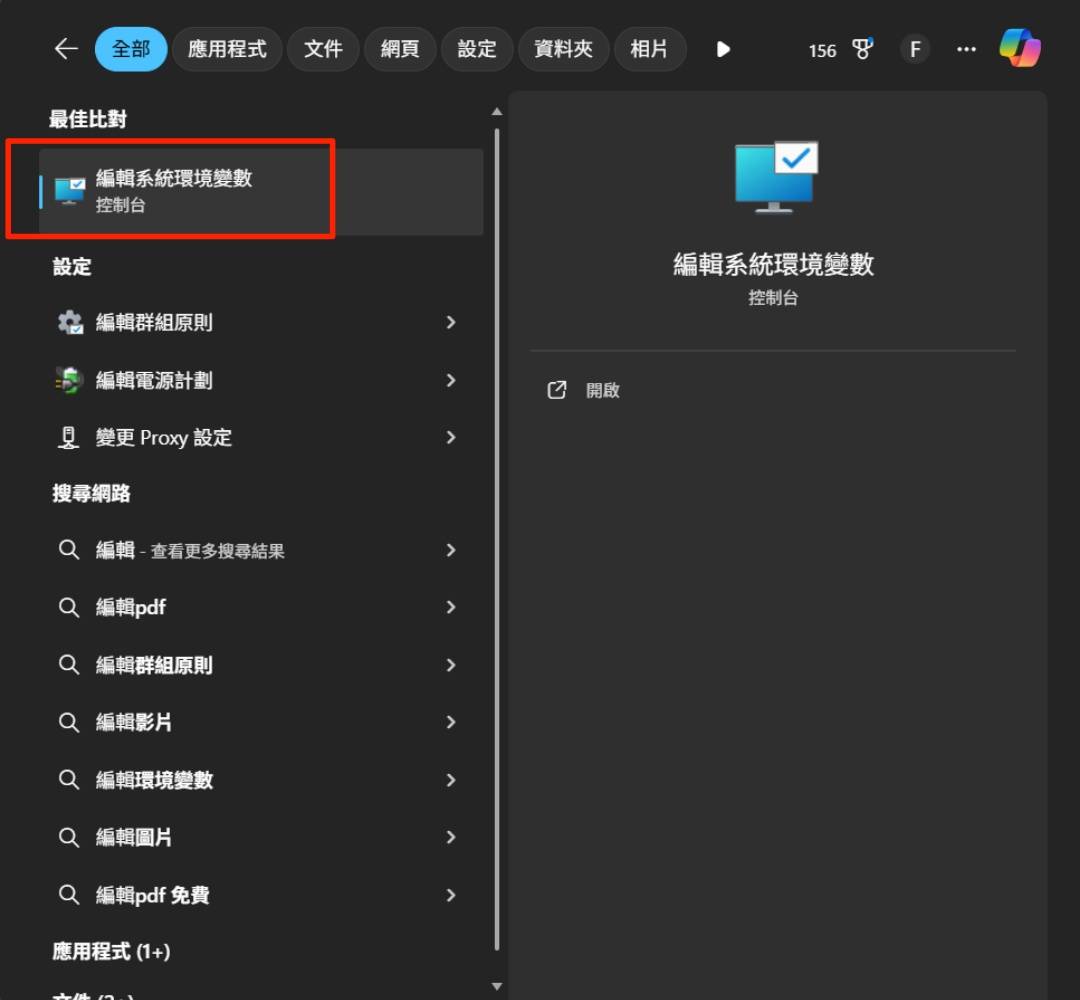 全部
應用程式
文件
網頁
設定
資料夾
相片
156
F
最佳比對
編輯系統環境變數
控制台
設定
編輯群組原則
編輯電源計劃
變更 Proxy 設定
搜尋網路
編輯 - 查看更多搜尋結果
編輯pdf
編輯群組原則
編輯影片
編輯環境變數
編輯圖片
編輯pdf 免費
應用程式 (1+)
編輯系統環境變數
控制台
開啟